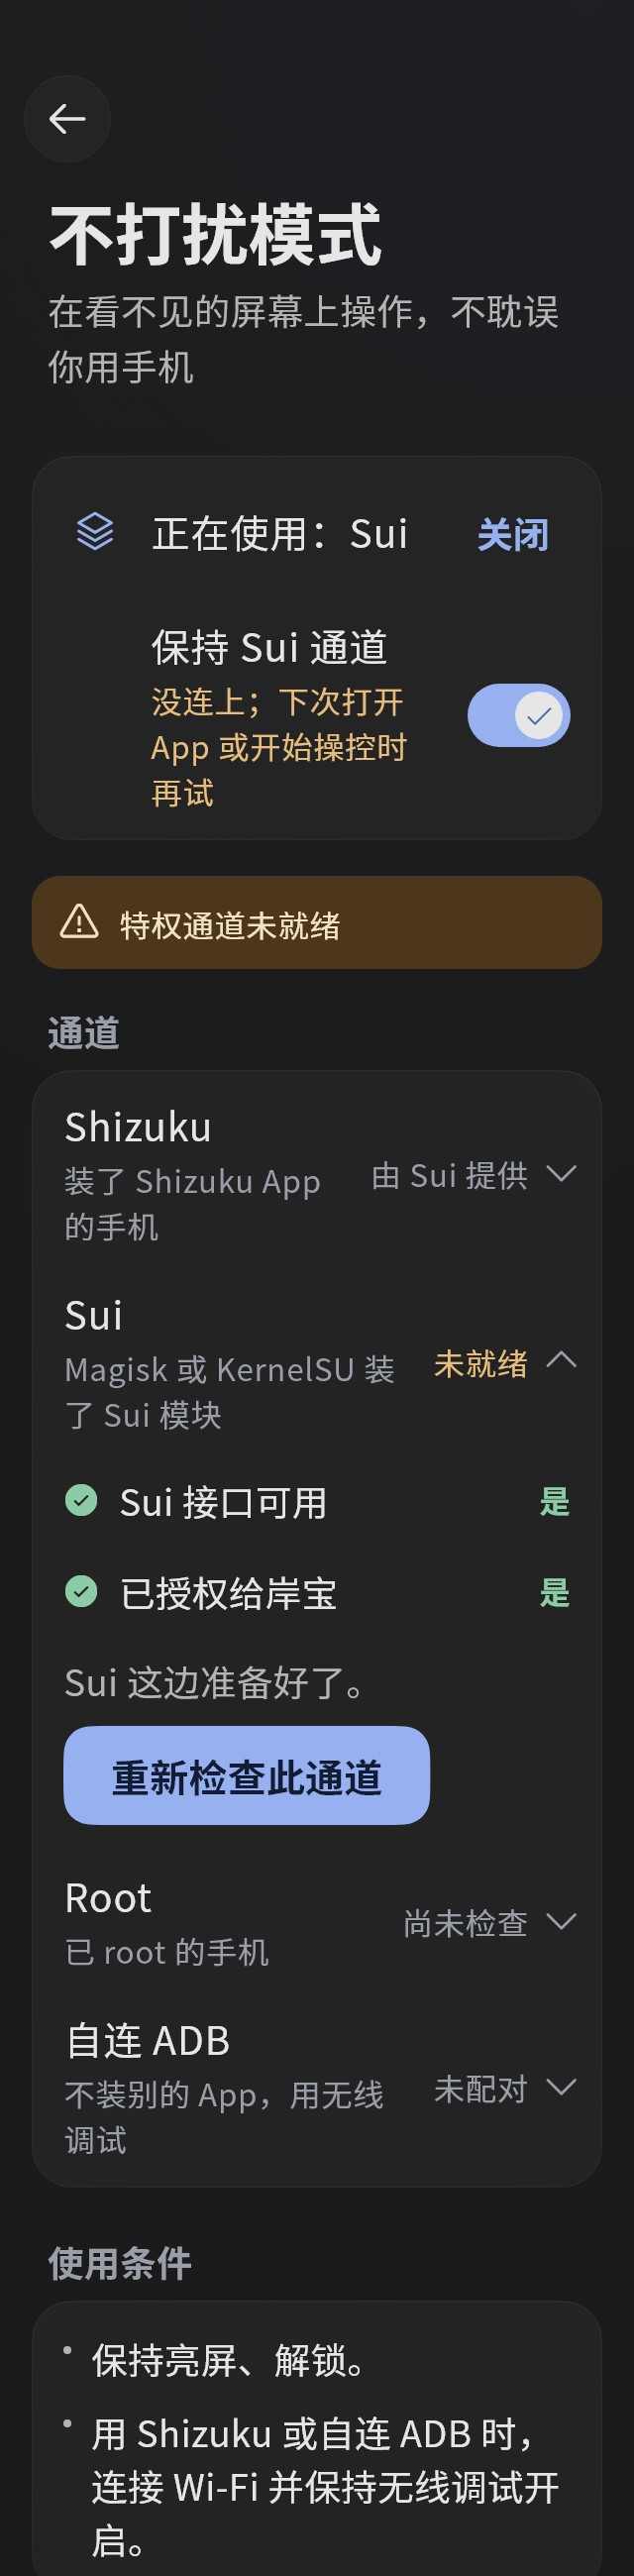 不打扰模式
在看不见的屏幕上操作，不耽误
你用手机
正在使用：Sui
关闭
保持 Sui 通道
没连上；下次打开
App 或开始操控时
再试
特权通道未就绪
通道
Shizuku
装了 Shizuku App
的手机
由 Sui 提供
Sui
Magisk 或 KernelSU 装
了 Sui 模块
未就绪
Sui 接口可用
是
已授权给岸宝
是
Sui 这边准备好了。
重新检查此通道
Root
已 root 的手机
尚未检查
自连 ADB
不装别的 App，用无线
调试
未配对
使用条件
• 保持亮屏、解锁。
• 用 Shizuku 或自连 ADB 时，
连接 Wi-Fi 并保持无线调试开
启。